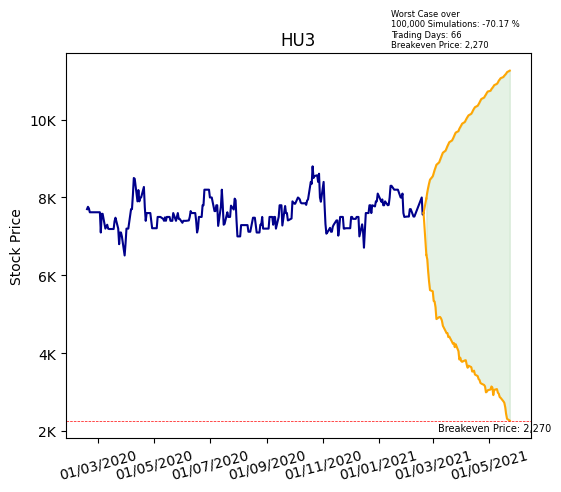 Worst Case over
100,000 Simulations: -70.17 %
Trading Days: 66
Breakeven Price: 2,270
HU3
Stock Price
10K
8K
6K
4K
2K
Breakeven Price: 2,270
01/03/2020
01/05/2020
01/07/2020
01/09/2020
01/11/2020
01/01/2021
01/03/2021
01/05/2021